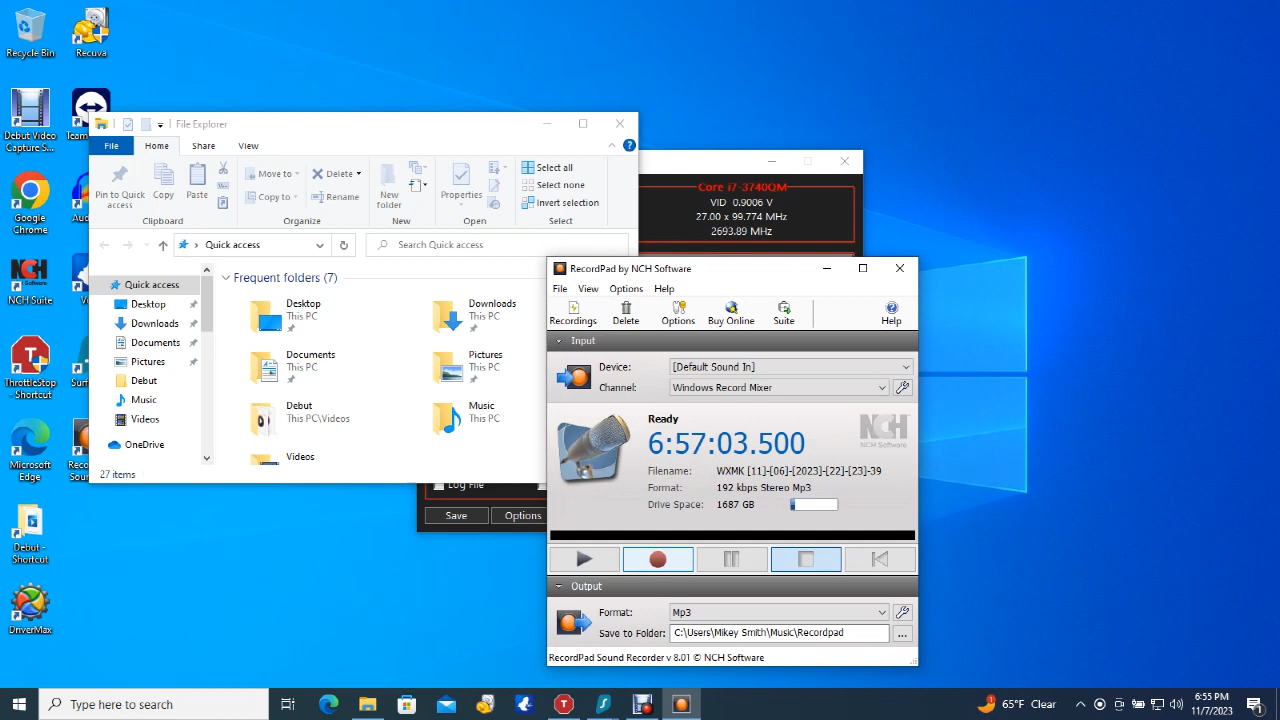 Recycle Bin
Recuva
Debut Video
Capture S...
Team
Google
Chrome
Aud
NCH
NCH Suite
ThrottleStop
- Shortcut
Surf
Microsoft
Edge
Rec
Sou
Debut -
Shortcut
DriverMax
File Explorer
File
Home
Share
View
Pin to Quick
access
Copy
Paste
Clipboard
Move to
Copy to
Delete
Rename
Organize
New
folder
New
Properties
Open
Select all
Select none
Invert selection
Select
Quick access
Search Quick access
Quick access
Desktop
Downloads
Documents
Pictures
Debut
Music
Videos
OneDrive
Frequent folders (7)
Desktop
This PC
Downloads
This PC
Documents
This PC
Pictures
This PC
Debut
This PC\Videos
Music
This PC
Videos
27 items
Core i7-3740QM
VID 0.9006 V
27.00 x 99.774 MHz
2693.89 MHz
Log File
Save
Options
RecordPad by NCH Software
File
View
Options
Help
Recordings
Delete
Options
Buy Online
Suite
Help
Input
Device:
[Default Sound In]
Channel:
Windows Record Mixer
Ready
6:57:03.500
NCH
NCH Software
Filename: WXMK [11]-(06)-[2023]-[22]-[23]-39
Format: 192 kbps Stereo Mp3
Drive Space: 1687 GB
Output
Format:
Mp3
Save to Folder:
C:\Users\Mikey Smith\Music\Recordpad
...
RecordPad Sound Recorder v 8.01 © NCH Software
Type here to search
65°F Clear
6:55 PM
11/7/2023
1